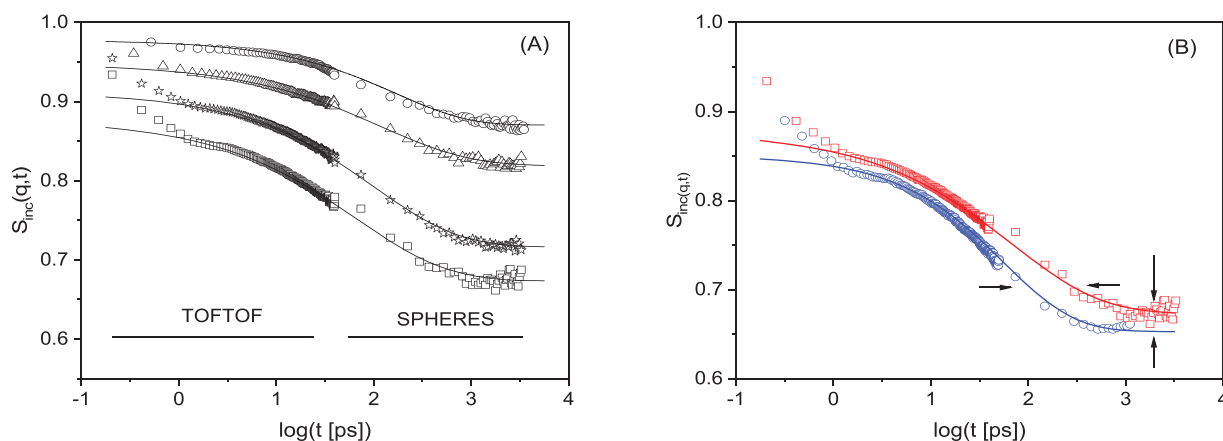 1.0
0.9
0.8
0.7
0.6
-1
0
1
2
3
4
S_inc(q,t)
log(t [ps])
(A)
TOFTOF
SPHERES
1.0
0.9
0.8
0.7
0.6
-1
0
1
2
3
4
S_inc(q,t)
log(t [ps])
(B)